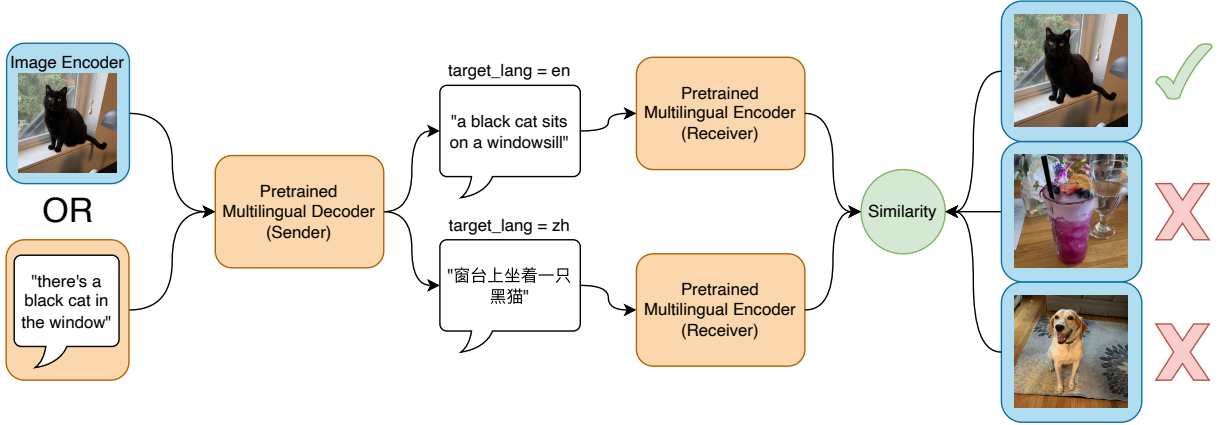 Image Encoder
OR
"there's a
black cat in
the window"
Pretrained
Multilingual Decoder
(Sender)
target_lang = en
"a black cat sits
on a windowsill"
target_lang = zh
"窗台上坐着一只
黑猫"
Pretrained
Multilingual Encoder
(Receiver)
Pretrained
Multilingual Encoder
(Receiver)
Similarity